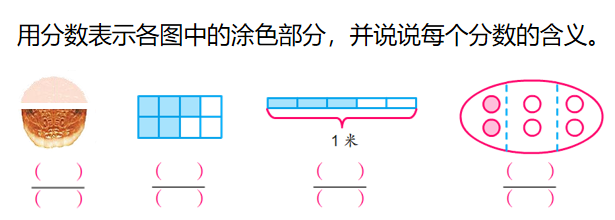 用分数表示各图中的涂色部分，并说说每个分数的含义。
1 米
(    ) (    ) (    ) (    )
(    ) (    ) (    ) (    )